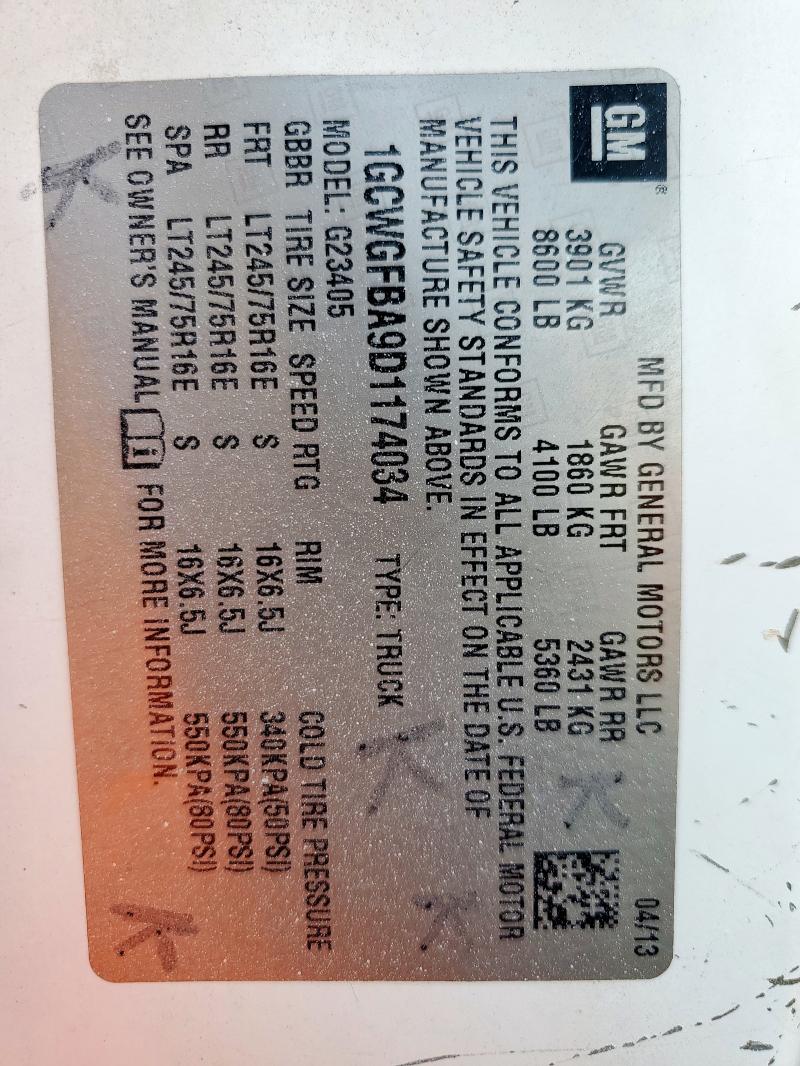 GM ®
MFD BY GENERAL MOTORS LLC 04/13
GVWR GAWR FRT GAWR RR
3901 KG 1860 KG 2431 KG
8600 LB 4100 LB 5360 LB
THIS VEHICLE CONFORMS TO ALL APPLICABLE U.S. FEDERAL MOTOR
VEHICLE SAFETY STANDARDS IN EFFECT ON THE DATE OF
MANUFACTURE SHOWN ABOVE.
1GCWGFBA9D1174034 TYPE: TRUCK
MODEL: G23405
GBBR TIRE SIZE SPEED RTG RIM COLD TIRE PRESSURE
FRT LT245/75R16E S 16X6.5J 340KPA(50PSI)
RR LT245/75R16E S 16X6.5J 550KPA(80PSI)
SPA LT245/75R16E S 16X6.5J 550KPA(80PSI)
SEE OWNER'S MANUAL i FOR MORE INFORMATION.
K
K
K
K
K